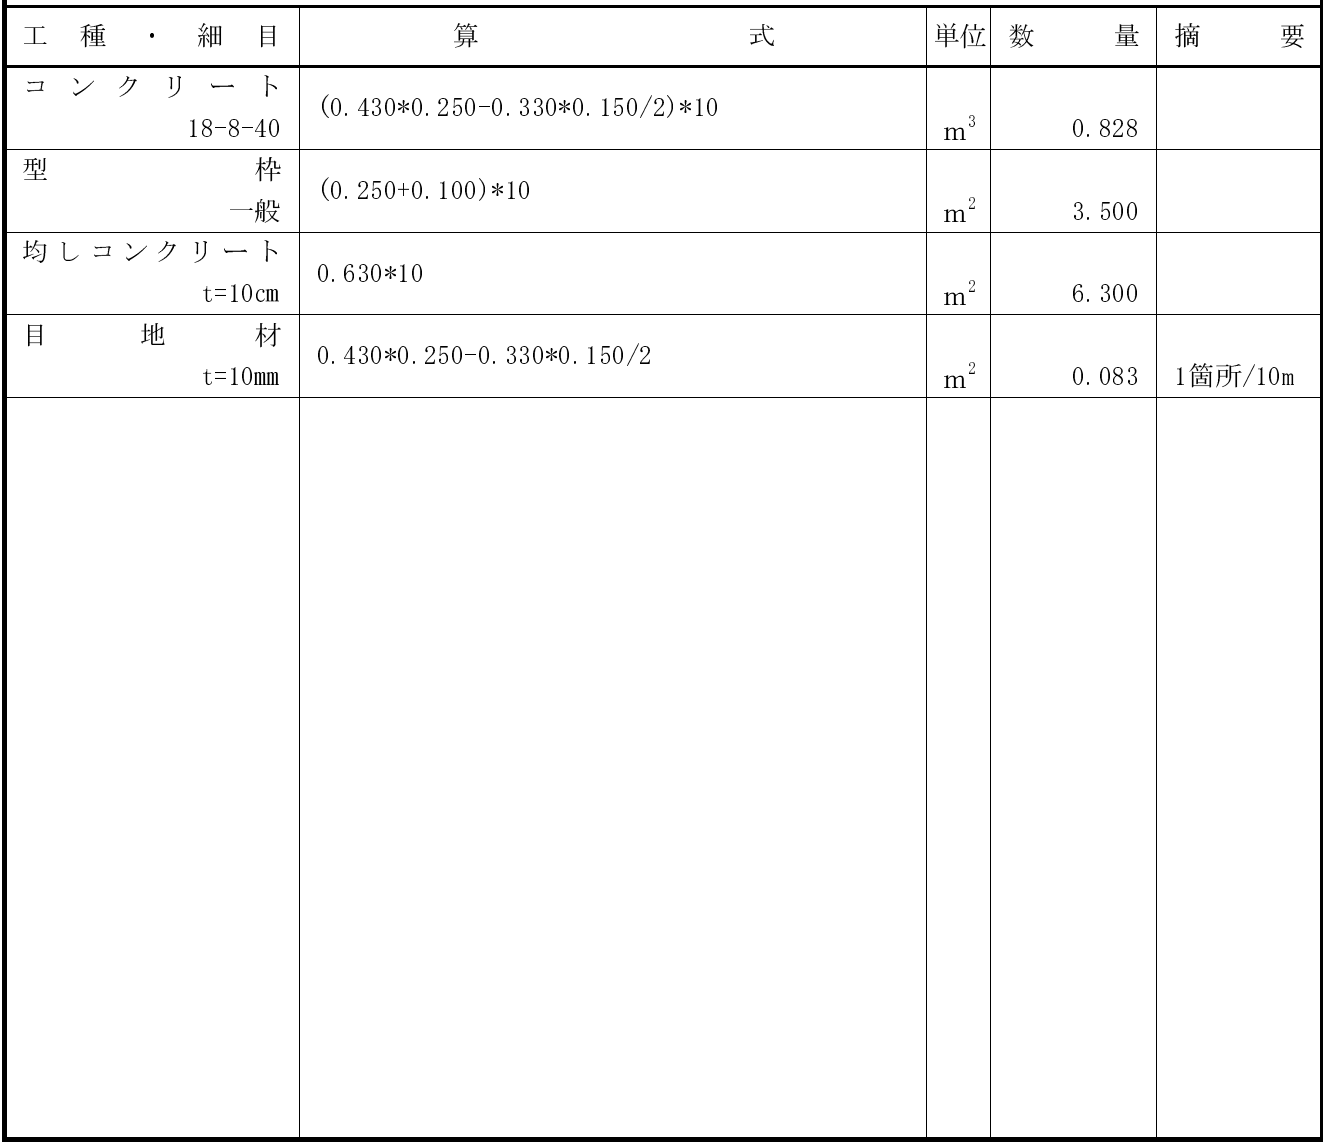 工種・細目 算式 単位 数量 摘要
コンクリート
18-8-40 (0.430*0.250-0.330*0.150/2)*10 m³ 0.828
型枠
一般 (0.250+0.100)*10 m² 3.500
均しコンクリート
t=10㎝ 0.630*10 m² 6.300
目地材
t=10㎜ 0.430*0.250-0.330*0.150/2 m² 0.083 1箇所/10m